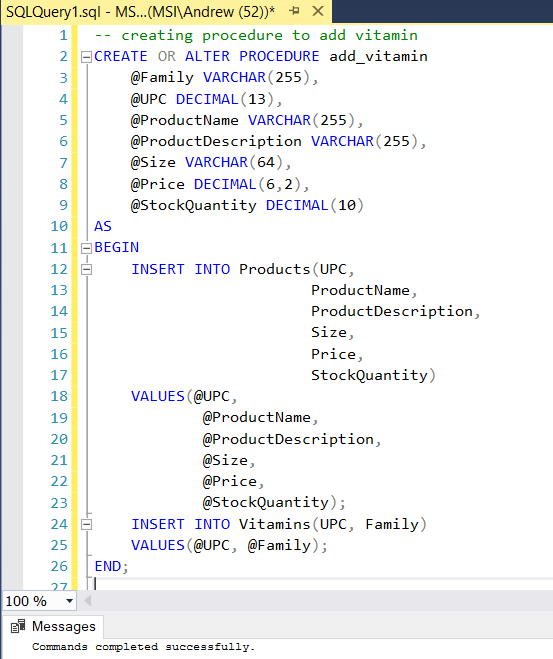 SQLQuery1.sql - MS...(MSI\Andrew (52))*
1 -- creating procedure to add vitamin
2 CREATE OR ALTER PROCEDURE add_vitamin
3 @Family VARCHAR(255),
4 @UPC DECIMAL(13),
5 @ProductName VARCHAR(255),
6 @ProductDescription VARCHAR(255),
7 @Size VARCHAR(64),
8 @Price DECIMAL(6,2),
9 @StockQuantity DECIMAL(10)
10 AS
11 BEGIN
12 INSERT INTO Products(UPC,
13 ProductName,
14 ProductDescription,
15 Size,
16 Price,
17 StockQuantity)
18 VALUES(@UPC,
19 @ProductName,
20 @ProductDescription,
21 @Size,
22 @Price,
23 @StockQuantity);
24 INSERT INTO Vitamins(UPC, Family)
25 VALUES(@UPC, @Family);
26 END;
27
100 %
Messages
Commands completed successfully.